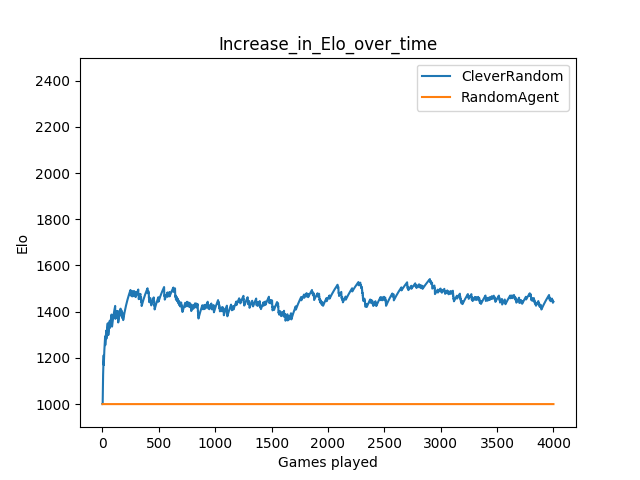 Increase_in_Elo_over_time
CleverRandom
RandomAgent
2400
2200
2000
1800
1600
1400
1200
1000
Elo
0 500 1000 1500 2000 2500 3000 3500 4000
Games played